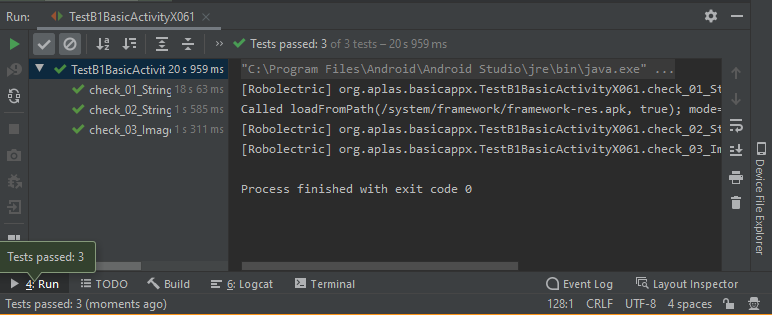 Run: TestB1BasicActivityX061
Tests passed: 3 of 3 tests – 20 s 959 ms
TestB1BasicActivit 20 s 959 ms
check_01_String 18 s 63 ms
check_02_String 1 s 585 ms
check_03_Image 1 s 311 ms
"C:\Program Files\Android\Android Studio\jre\bin\java.exe" ...
[Robolectric] org.aplas.basicappx.TestB1BasicActivityX061.check_01_St
Called loadFromPath(/system/framework/framework-res.apk, true); mode=
[Robolectric] org.aplas.basicappx.TestB1BasicActivityX061.check_02_St
[Robolectric] org.aplas.basicappx.TestB1BasicActivityX061.check_03_Im
Process finished with exit code 0
Device File Explorer
Tests passed: 3
4: Run TODO Build 6: Logcat Terminal Event Log Layout Inspector
Tests passed: 3 (moments ago) 128:1 CRLF UTF-8 4 spaces